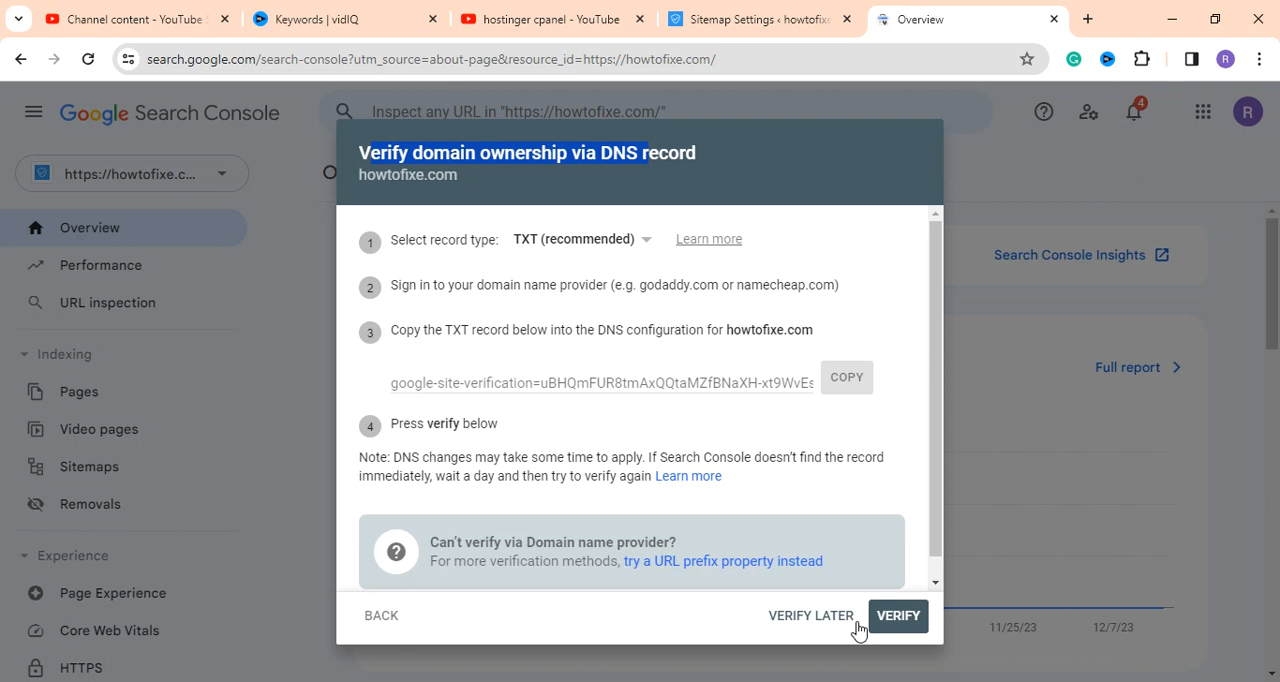 Channel content - YouTube S
Keywords | vidIQ
hostinger cpanel - YouTube
Sitemap Settings ‹ howtofixe
Overview
search.google.com/search-console?utm_source=about-page&resource_id=https://howtofixe.com/
R
Google Search Console
Inspect any URL in "https://howtofixe.com/"
4
R
https://howtofixe.c...
Overview
Performance
URL inspection
Indexing
Pages
Video pages
Sitemaps
Removals
Experience
Page Experience
Core Web Vitals
HTTPS
O
Search Console Insights
Full report
11/25/23
12/7/23
Verify domain ownership via DNS record
howtofixe.com
1 Select record type: TXT (recommended) Learn more
2 Sign in to your domain name provider (e.g. godaddy.com or namecheap.com)
3 Copy the TXT record below into the DNS configuration for howtofixe.com
google-site-verification=uBHQmFUR8tmAxQQtaMZfBNaXH-xt9WvEs COPY
4 Press verify below
Note: DNS changes may take some time to apply. If Search Console doesn't find the record
immediately, wait a day and then try to verify again Learn more
Can't verify via Domain name provider?
For more verification methods, try a URL prefix property instead
BACK
VERIFY LATER
VERIFY